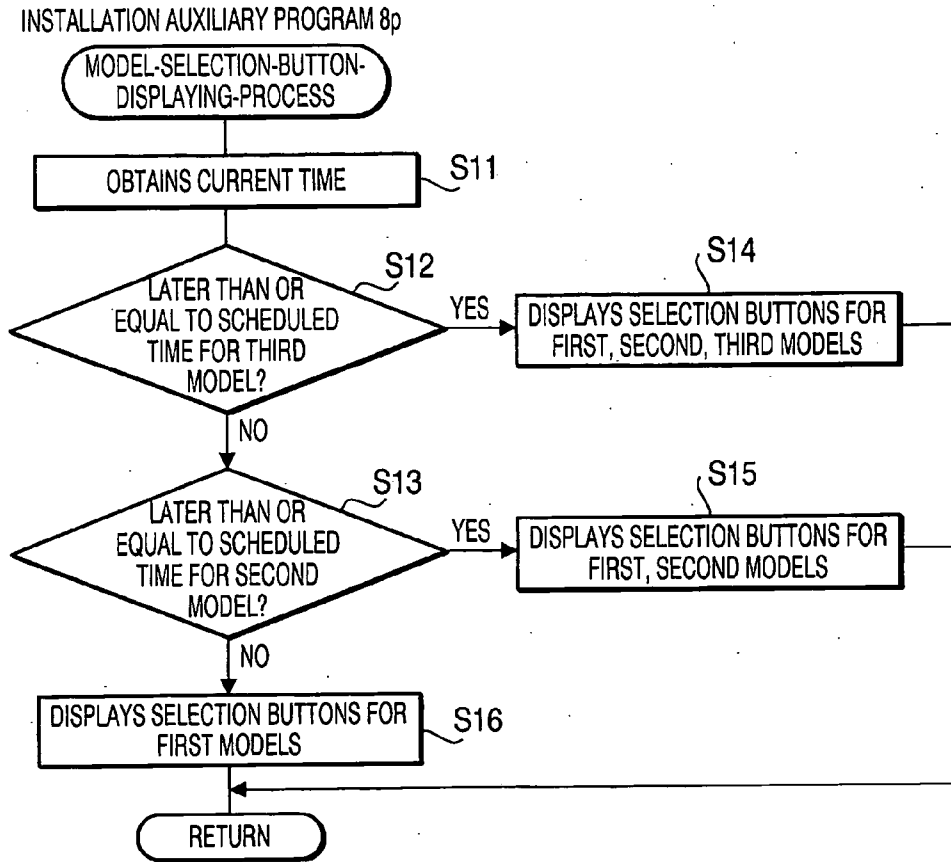 INSTALLATION AUXILIARY PROGRAM 8p
MODEL-SELECTION-BUTTON-
DISPLAYING-PROCESS
OBTAINS CURRENT TIME
S11
LATER THAN OR
EQUAL TO SCHEDULED
TIME FOR THIRD
MODEL?
S12
YES
DISPLAYS SELECTION BUTTONS FOR
FIRST, SECOND, THIRD MODELS
S14
NO
LATER THAN OR
EQUAL TO SCHEDULED
TIME FOR SECOND
MODEL?
S13
YES
DISPLAYS SELECTION BUTTONS FOR
FIRST, SECOND MODELS
S15
NO
DISPLAYS SELECTION BUTTONS FOR
FIRST MODELS
S16
RETURN